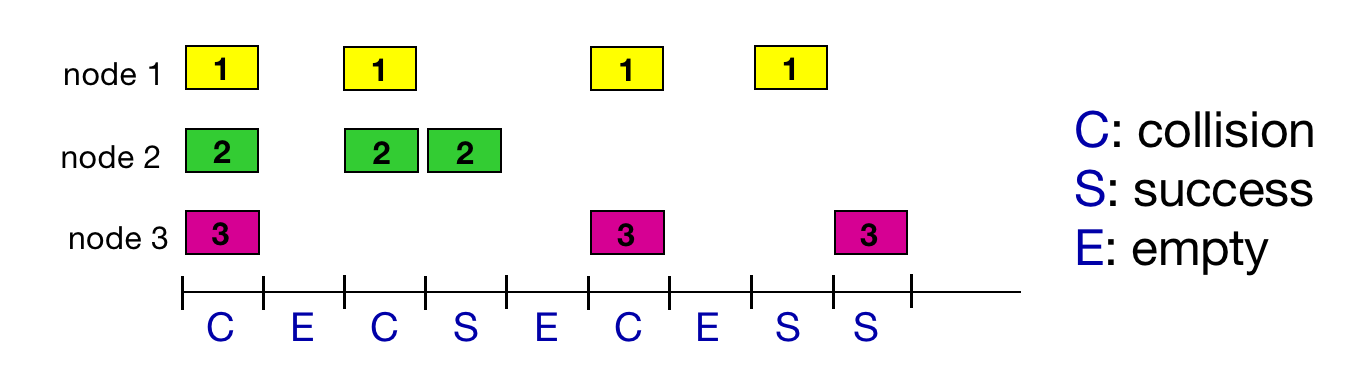 node 1 1 1 1 1
node 2 2 2 2
node 3 3 3 3
C E C S E C E S S
C: collision
S: success
E: empty